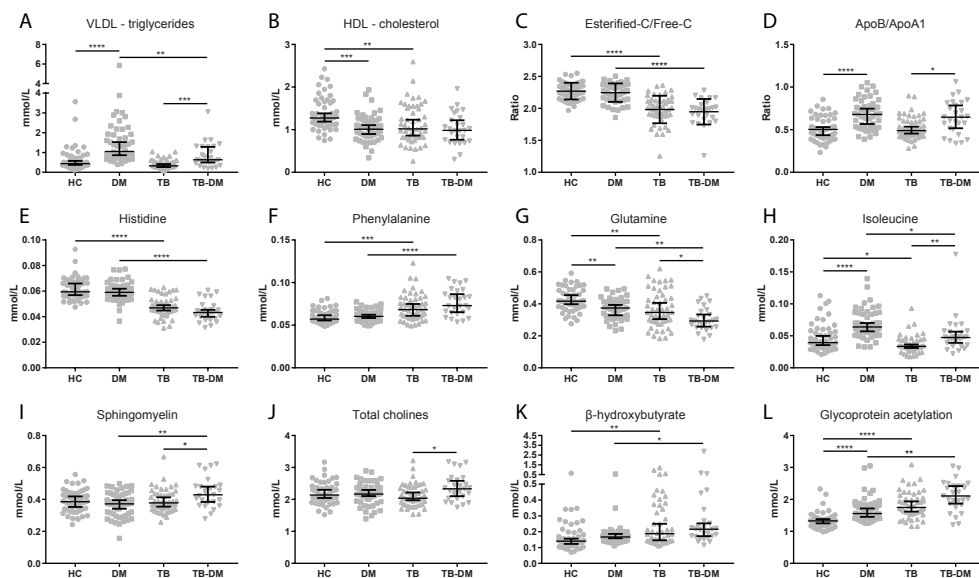 A
VLDL - triglycerides
mmol/L
8
6
4
2
3
2
1
0
****
**
***
HC DM TB TB-DM
B
HDL - cholesterol
mmol/L
3
2
1
0
**
***
HC DM TB TB-DM
C
Esterified-C/Free-C
Ratio
3.0
2.5
2.0
1.5
1.0
****
****
HC DM TB TB-DM
D
ApoB/ApoA1
Ratio
1.5
1.0
0.5
0.0
****
*
HC DM TB TB-DM
E
Histidine
mmol/L
0.10
0.08
0.06
0.04
0.02
0.00
****
****
HC DM TB TB-DM
F
Phenylalanine
mmol/L
0.15
0.10
0.05
0.00
***
****
HC DM TB TB-DM
G
Glutamine
mmol/L
0.8
0.6
0.4
0.2
0.0
**
**
**
*
HC DM TB TB-DM
H
Isoleucine
mmol/L
0.20
0.15
0.10
0.05
0.00
*
**
*
****
HC DM TB TB-DM
I
Sphingomyelin
mmol/L
0.8
0.6
0.4
0.2
0.0
**
*
HC DM TB TB-DM
J
Total cholines
mmol/L
4
3
2
1
0
*
HC DM TB TB-DM
K
β-hydroxybutyrate
mmol/L
4.5
3.5
2.5
1.5
0.5
0.5
0.4
0.3
0.2
0.1
0.0
**
*
HC DM TB TB-DM
L
Glycoprotein acetylation
mmol/L
4
3
2
1
0
****
****
**
HC DM TB TB-DM